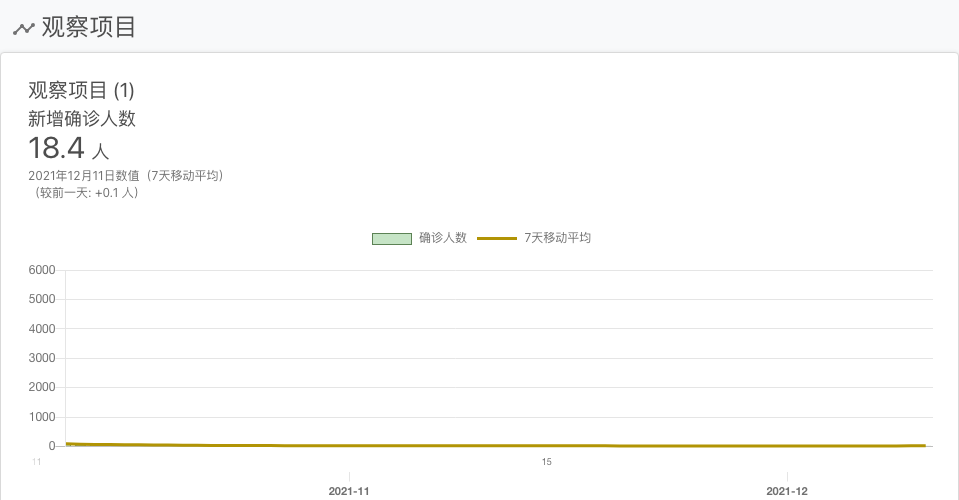 观察项目
观察项目 (1)
新增确诊人数
18.4 人
2021年12月11日数值（7天移动平均）
（较前一天: +0.1 人）
确诊人数 7天移动平均
6000
5000
4000
3000
2000
1000
0
11 15
2021-11 2021-12